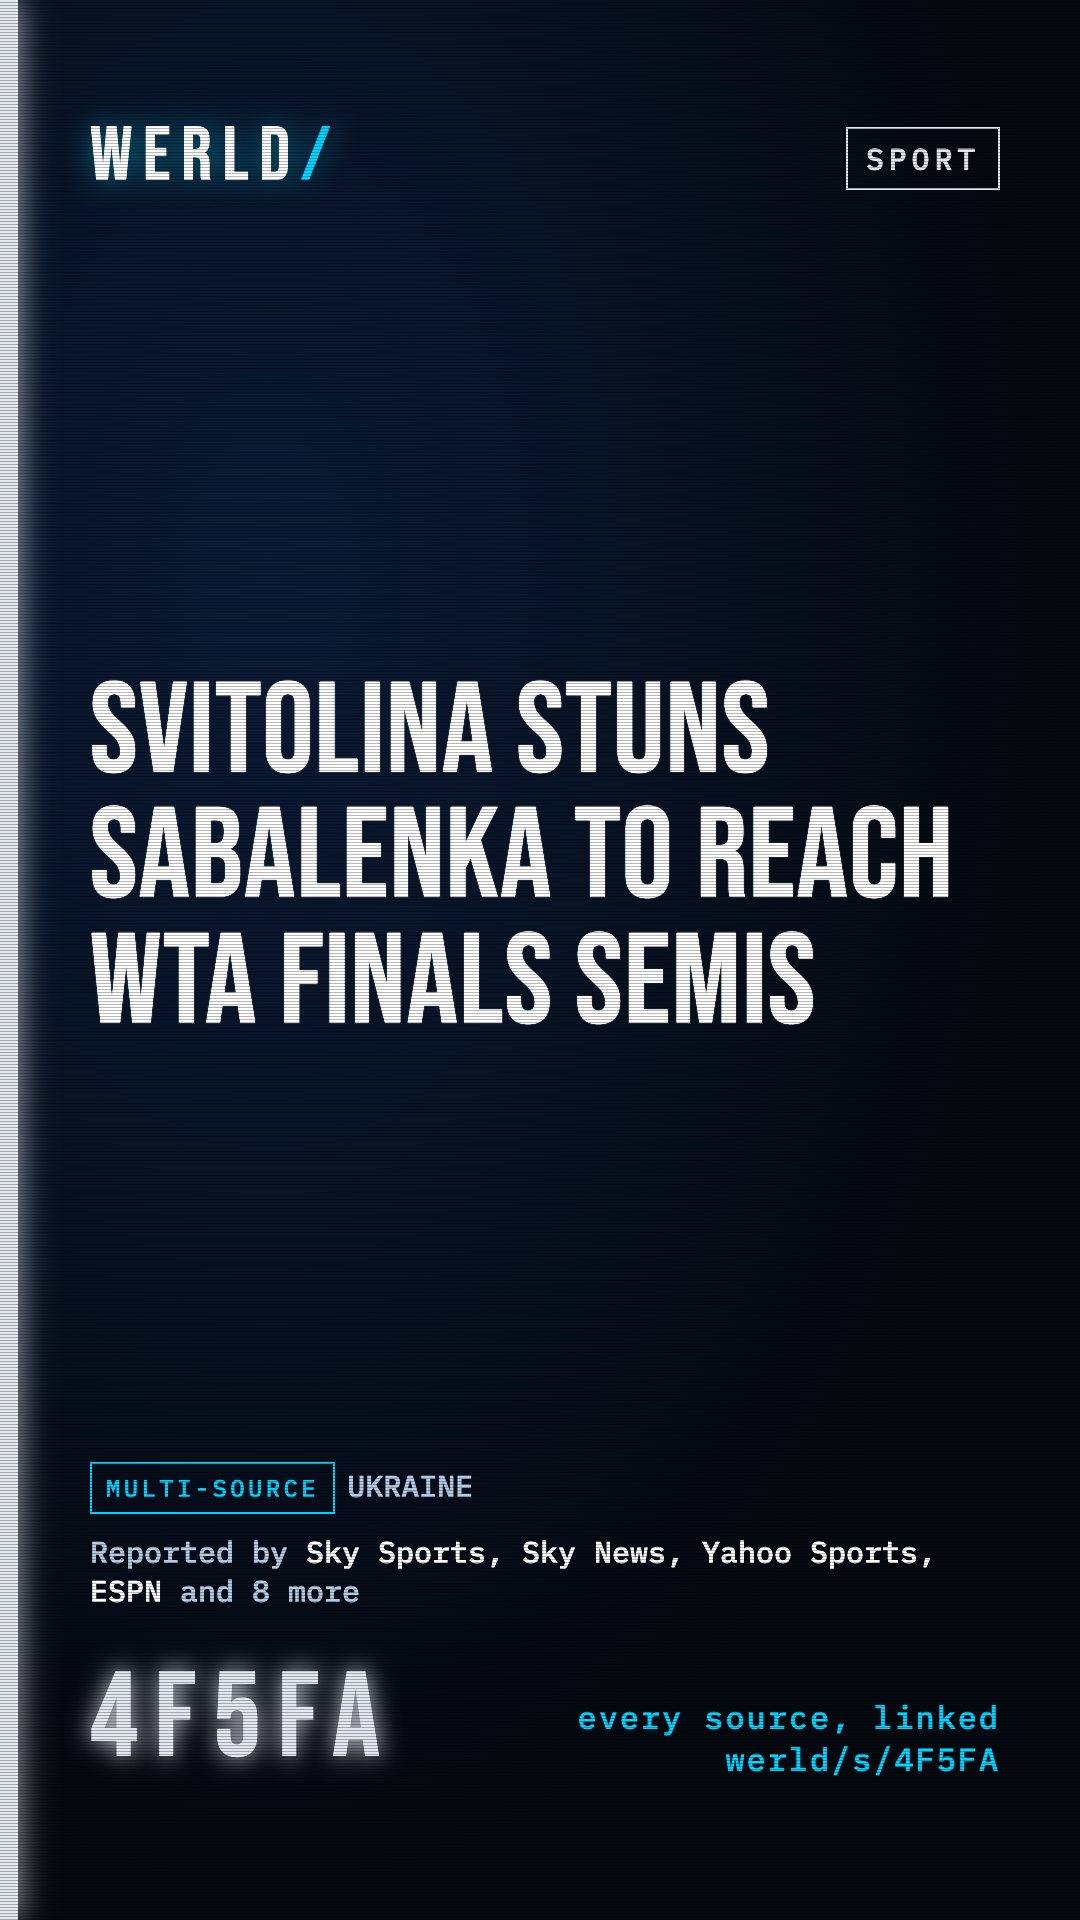 WERLD/
SPORT
SVITOLINA STUNS
SABALENKA TO REACH
WTA FINALS SEMIS
MULTI-SOURCE UKRAINE
Reported by Sky Sports, Sky News, Yahoo Sports,
ESPN and 8 more
4F5FA
every source, linked
werld/s/4F5FA